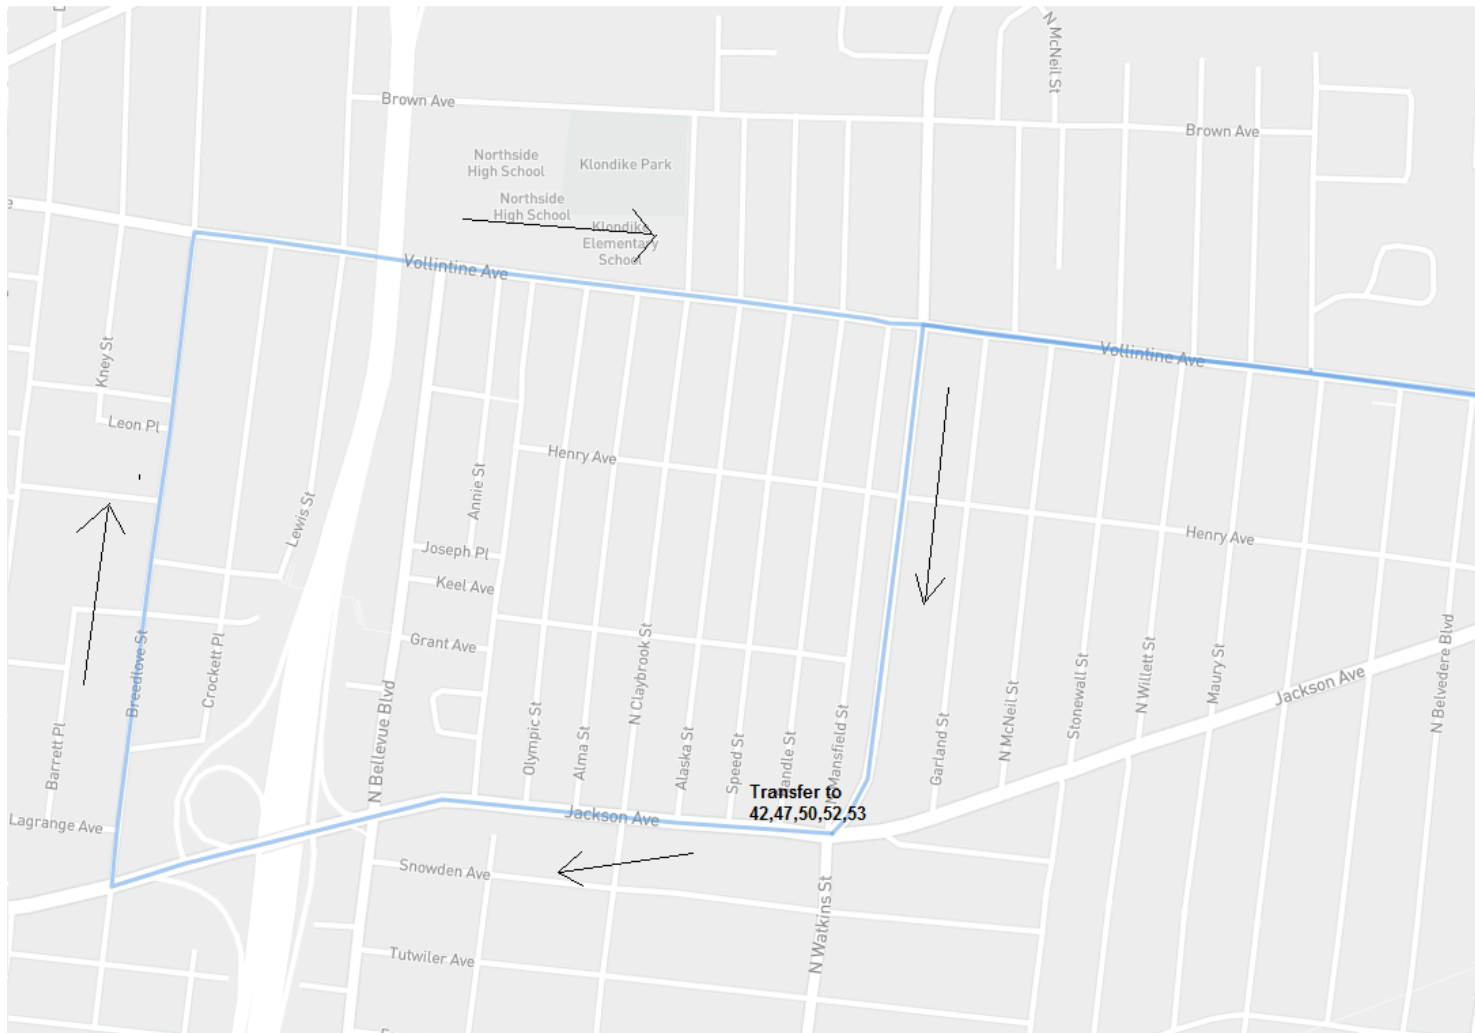 N McNeil St
Brown Ave
Brown Ave
Northside
High School
Klondike Park
Northside
High School
Klondike
Elementary
School
Vollintine Ave
Vollintine Ave
Kney St
Leon Pl
Henry Ave
Annie St
Lewis St
Henry Ave
Joseph Pl
Keel Ave
Grant Ave
Breedlove St
Crockett Pl
N Claybrook St
N Belvedere Blvd
N Willett St
Maury St
Stonewall St
Jackson Ave
N McNeil St
Barrett Pl
N Bellevue Blvd
Olympic St
Alma St
Alaska St
Speed St
N Mansfield St
Garland St
Transfer to
42,47,50,52,53
Lagrange Ave
Jackson Ave
Snowden Ave
N Watkins St
Tutwiler Ave